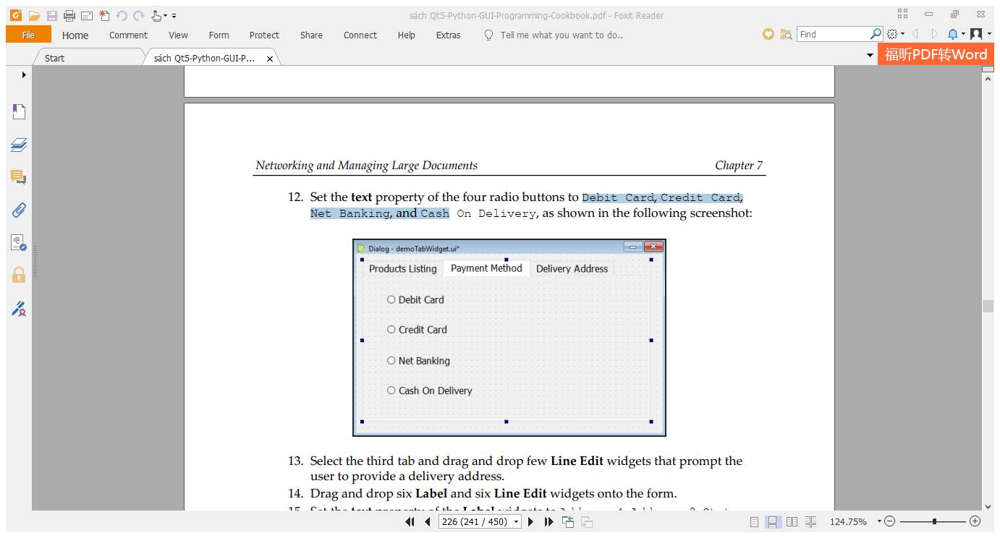 sách Qt5-Python-GUI-Programming-Cookbook.pdf - Foxit Reader
File Home Comment View Form Protect Share Connect Help Extras Tell me what you want to do.. Find
Start sách Qt5-Python-GUI-P... 福昕PDF转Word
Networking and Managing Large Documents Chapter 7
12. Set the text property of the four radio buttons to Debit Card, Credit Card,
Net Banking, and Cash On Delivery, as shown in the following screenshot:
Dialog - demoTabWidget.ui*
Products Listing Payment Method Delivery Address
Debit Card
Credit Card
Net Banking
Cash On Delivery
13. Select the third tab and drag and drop few Line Edit widgets that prompt the
user to provide a delivery address.
14. Drag and drop six Label and six Line Edit widgets onto the form.
226 (241 / 450) 124.75%